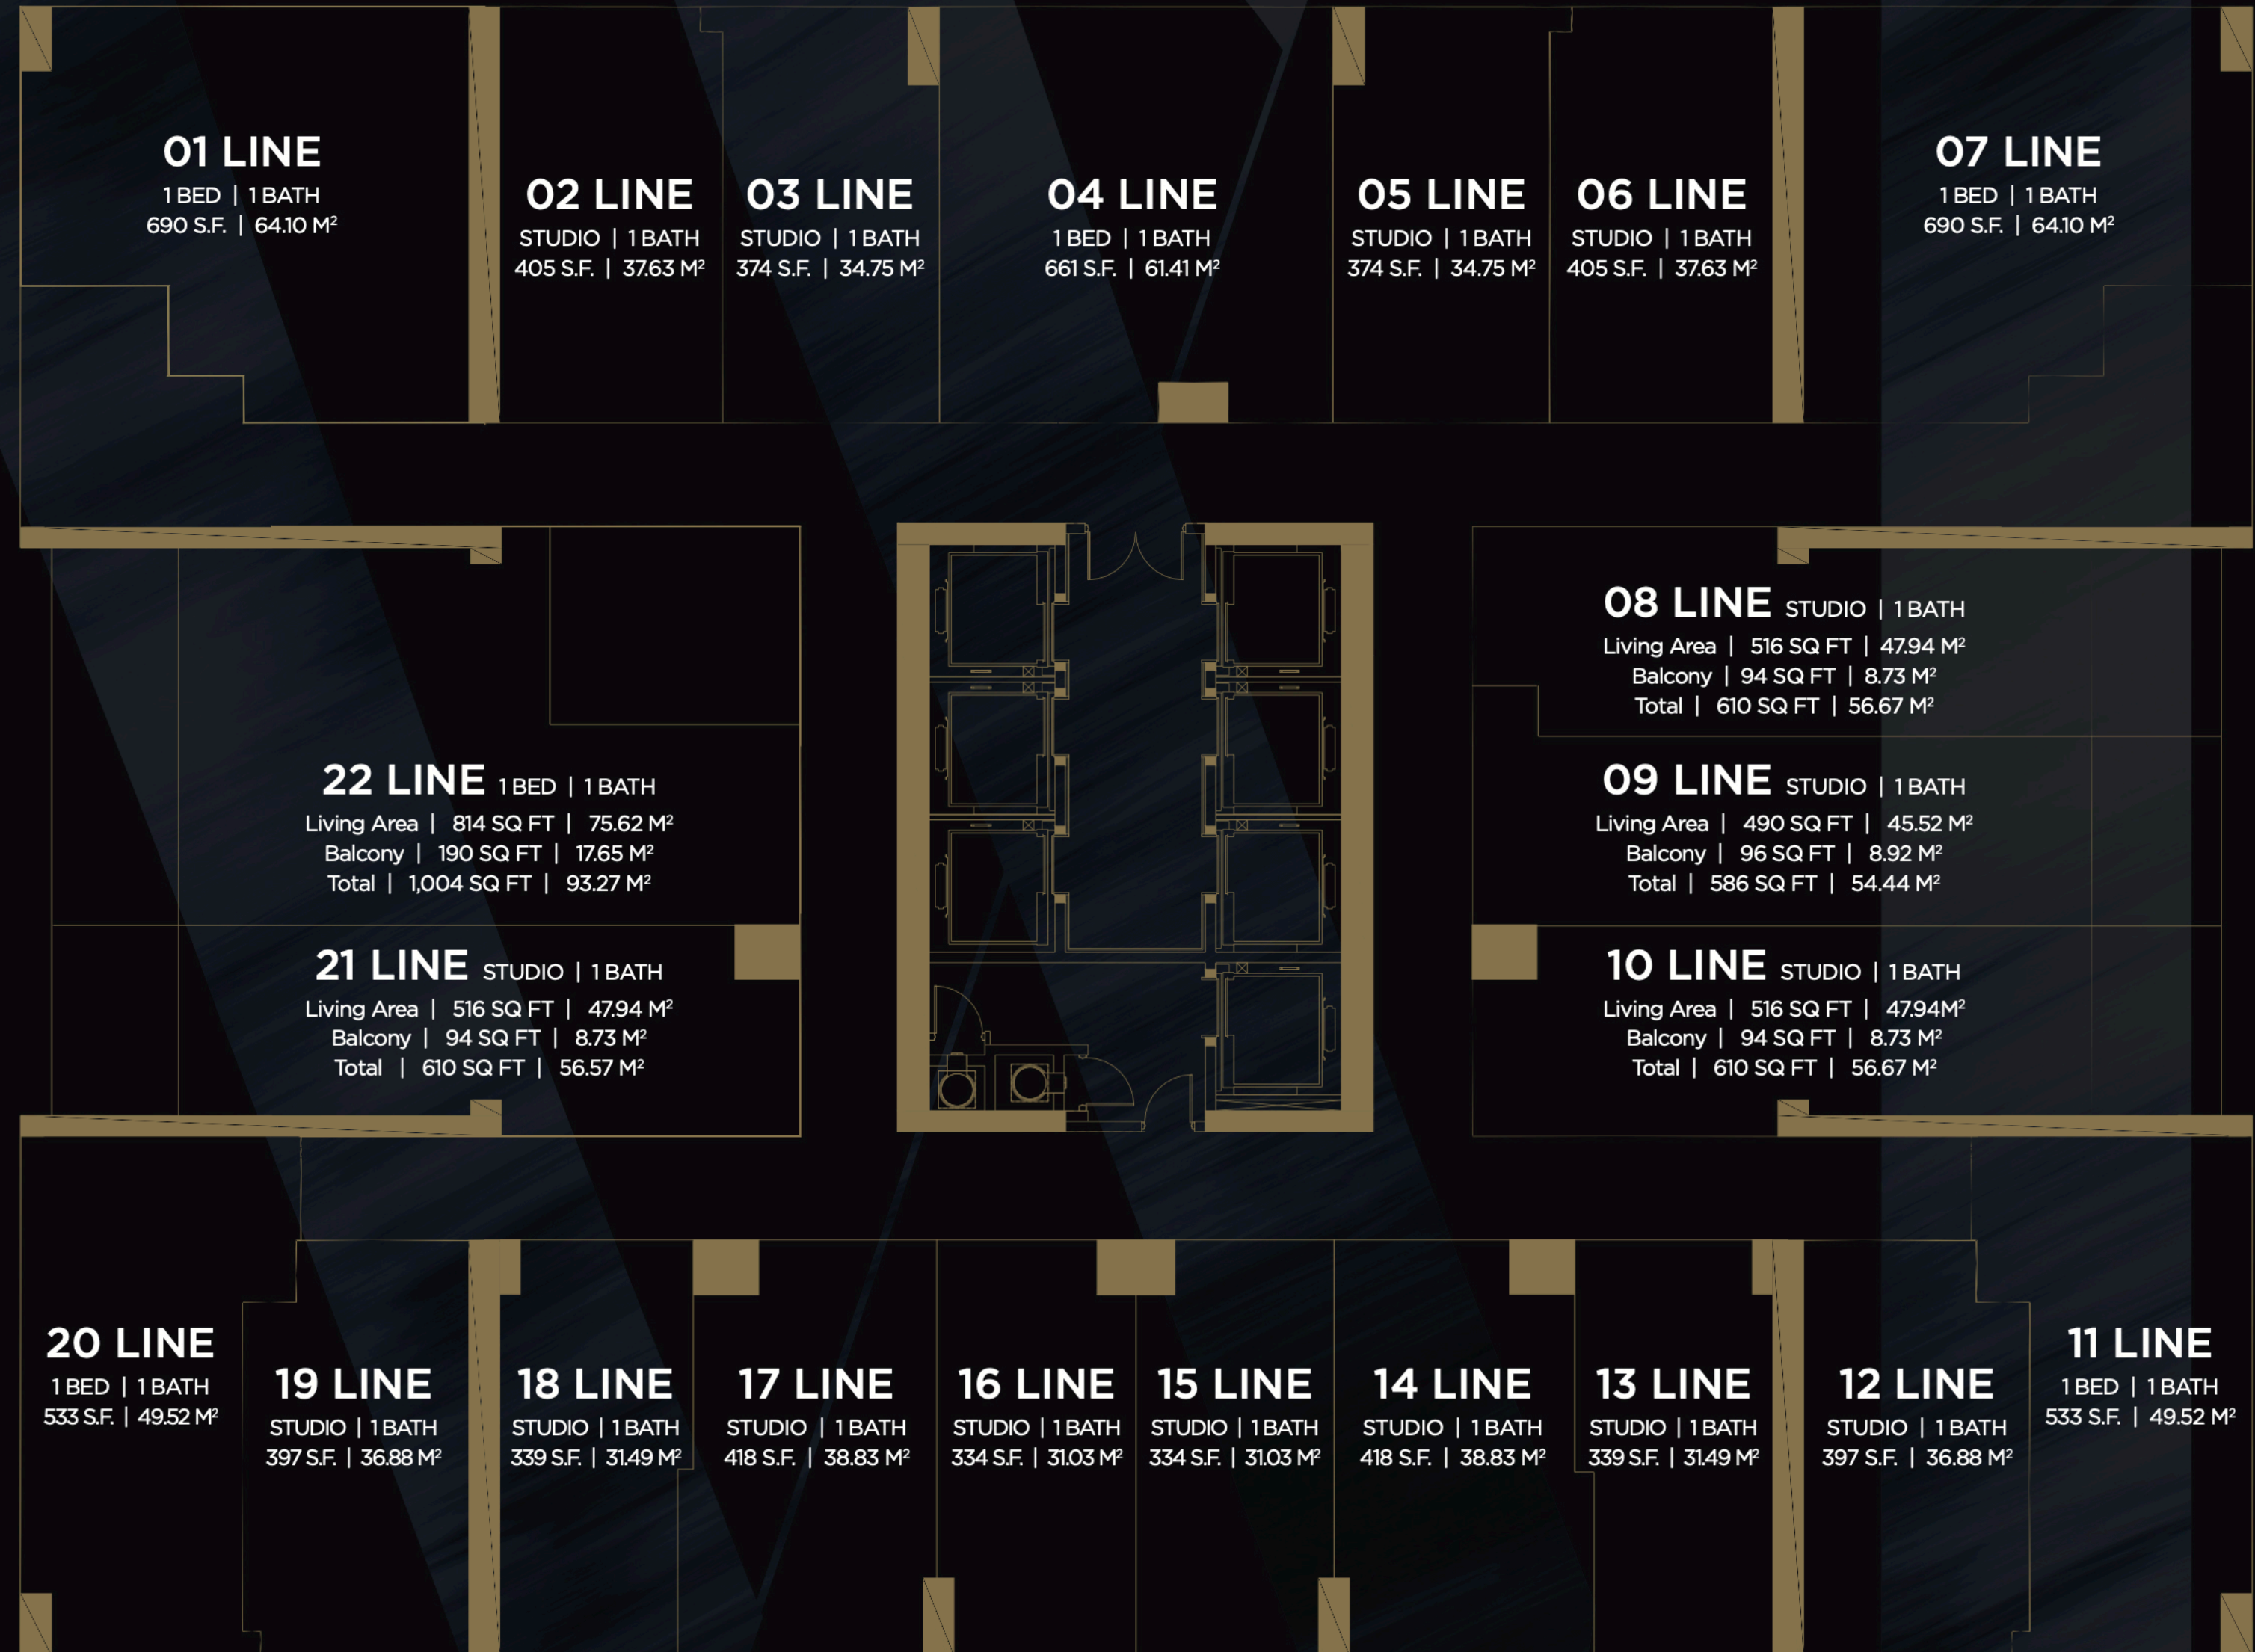 01 LINE
1 BED | 1 BATH
690 S.F. | 64.10 M²
02 LINE
STUDIO | 1 BATH
405 S.F. | 37.63 M²
03 LINE
STUDIO | 1 BATH
374 S.F. | 34.75 M²
04 LINE
1 BED | 1 BATH
661 S.F. | 61.41 M²
05 LINE
STUDIO | 1 BATH
374 S.F. | 34.75 M²
06 LINE
STUDIO | 1 BATH
405 S.F. | 37.63 M²
07 LINE
1 BED | 1 BATH
690 S.F. | 64.10 M²
08 LINE STUDIO | 1 BATH
Living Area | 516 SQ FT | 47.94 M²
Balcony | 94 SQ FT | 8.73 M²
Total | 610 SQ FT | 56.67 M²
22 LINE 1 BED | 1 BATH
Living Area | 814 SQ FT | 75.62 M²
Balcony | 190 SQ FT | 17.65 M²
Total | 1,004 SQ FT | 93.27 M²
09 LINE STUDIO | 1 BATH
Living Area | 490 SQ FT | 45.52 M²
Balcony | 96 SQ FT | 8.92 M²
Total | 586 SQ FT | 54.44 M²
21 LINE STUDIO | 1 BATH
Living Area | 516 SQ FT | 47.94 M²
Balcony | 94 SQ FT | 8.73 M²
Total | 610 SQ FT | 56.57 M²
10 LINE STUDIO | 1 BATH
Living Area | 516 SQ FT | 47.94M²
Balcony | 94 SQ FT | 8.73 M²
Total | 610 SQ FT | 56.67 M²
20 LINE
1 BED | 1 BATH
533 S.F. | 49.52 M²
19 LINE
STUDIO | 1 BATH
397 S.F. | 36.88 M²
18 LINE
STUDIO | 1 BATH
339 S.F. | 31.49 M²
17 LINE
STUDIO | 1 BATH
418 S.F. | 38.83 M²
16 LINE
STUDIO | 1 BATH
334 S.F. | 31.03 M²
15 LINE
STUDIO | 1 BATH
334 S.F. | 31.03 M²
14 LINE
STUDIO | 1 BATH
418 S.F. | 38.83 M²
13 LINE
STUDIO | 1 BATH
339 S.F. | 31.49 M²
12 LINE
STUDIO | 1 BATH
397 S.F. | 36.88 M²
11 LINE
1 BED | 1 BATH
533 S.F. | 49.52 M²